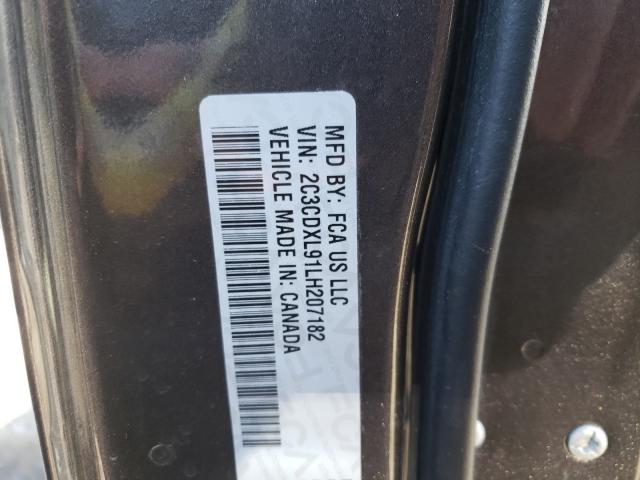 MFD BY: FCA US LLC
VIN: 2C3CDXL91LH207182
VEHICLE MADE IN: CANADA